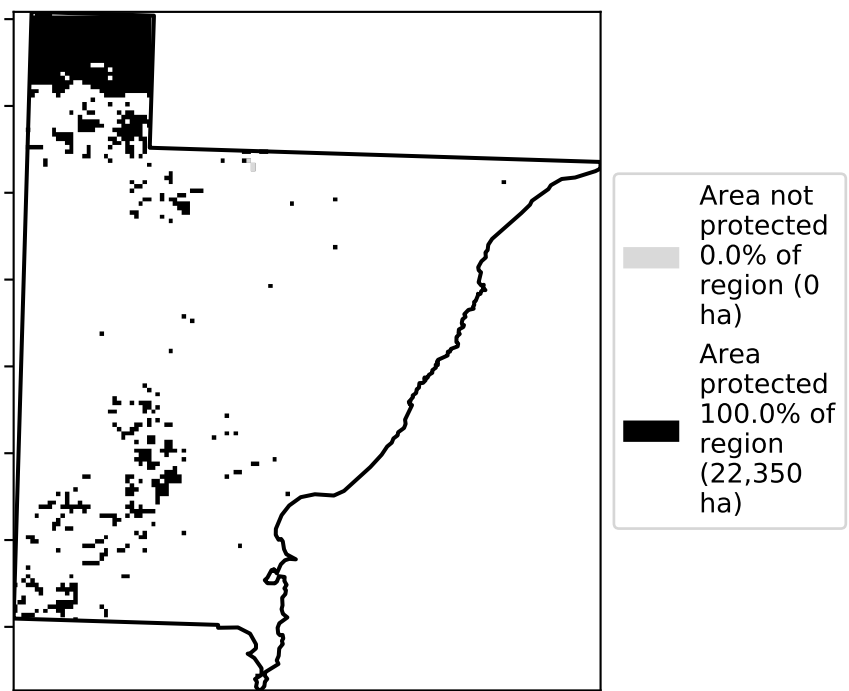 Area not
protected
0.0% of
region (0
ha)
Area
protected
100.0% of
region
(22,350
ha)